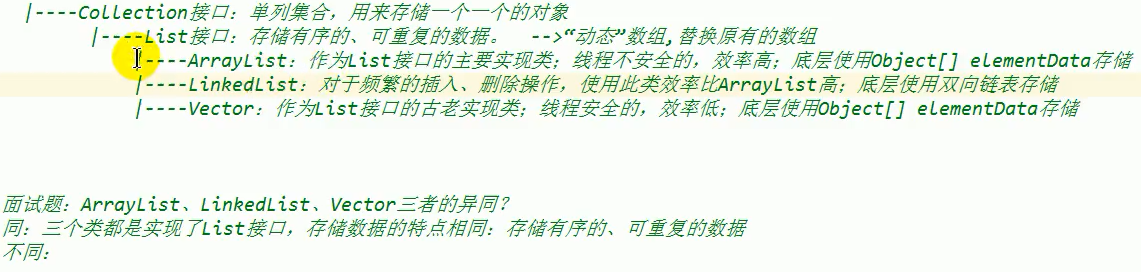 |----Collection接口：单列集合，用来存储一个一个的对象
|----List接口：存储有序的、可重复的数据。 -->“动态”数组,替换原有的数组
----ArrayList：作为List接口的主要实现类；线程不安全的，效率高；底层使用Object[] elementData存储
|----LinkedList：对于频繁的插入、删除操作，使用此类效率比ArrayList高；底层使用双向链表存储
|----Vector：作为List接口的古老实现类；线程安全的，效率低；底层使用Object[] elementData存储
面试题：ArrayList、LinkedList、Vector三者的异同？
同：三个类都是实现了List接口，存储数据的特点相同：存储有序的、可重复的数据
不同：